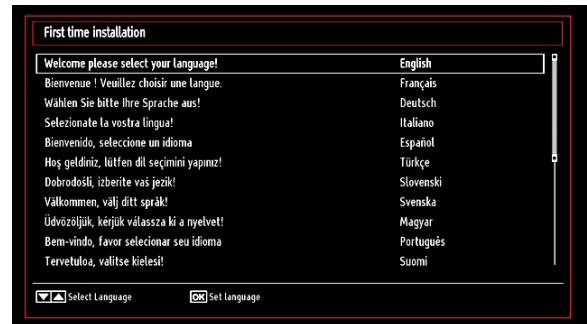 First time installation
Welcome please select your language! English
Bienvenue ! Veuillez choisir une langue. Français
Wählen Sie bitte Ihre Sprache aus! Deutsch
Selezionate la vostra lingua! Italiano
Bienvenido, seleccione un idioma Español
Hoş geldiniz, lütfen dil seçimini yapınız! Türkçe
Dobrodošli, izberite vaš jezik! Slovenski
Välkommen, välj ditt språk! Svenska
Üdvözöljük, kérjük válassza ki a nyelvet! Magyar
Bem-vindo, favor selecionar seu idioma Português
Tervetuloa, valitse kielesi! Suomi
Select Language OK Set language